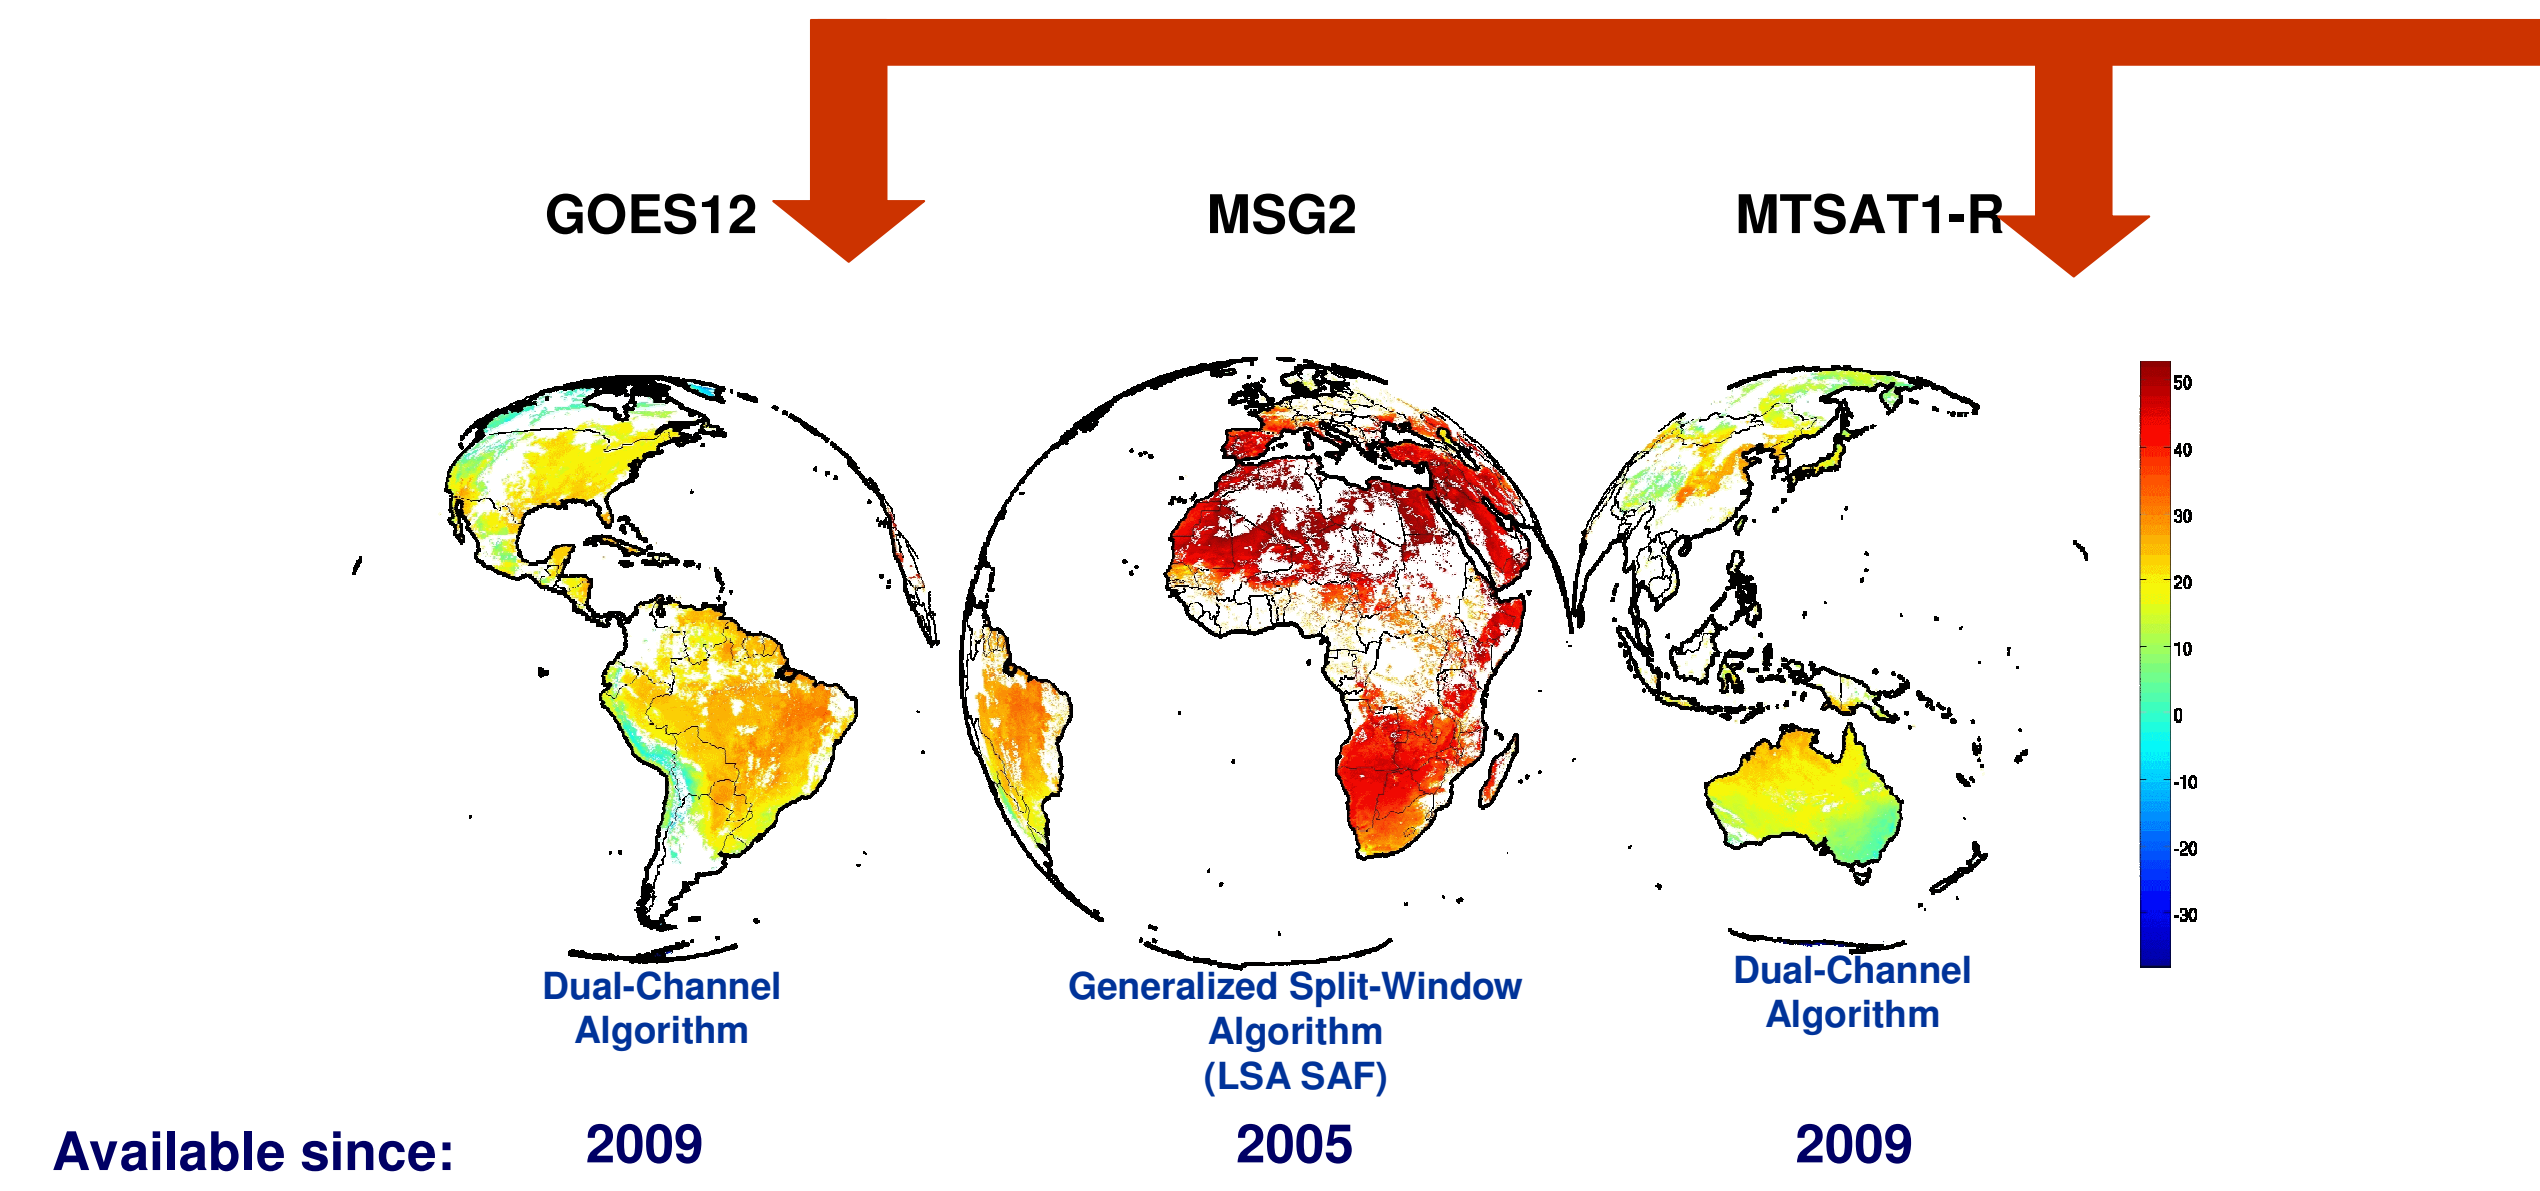 GOES12
MSG2
MTSAT1-R
50
40
30
20
10
0
-10
-20
-30
Dual-Channel
Algorithm
Generalized Split-Window
Algorithm
(LSA SAF)
Dual-Channel
Algorithm
Available since:
2009
2005
2009